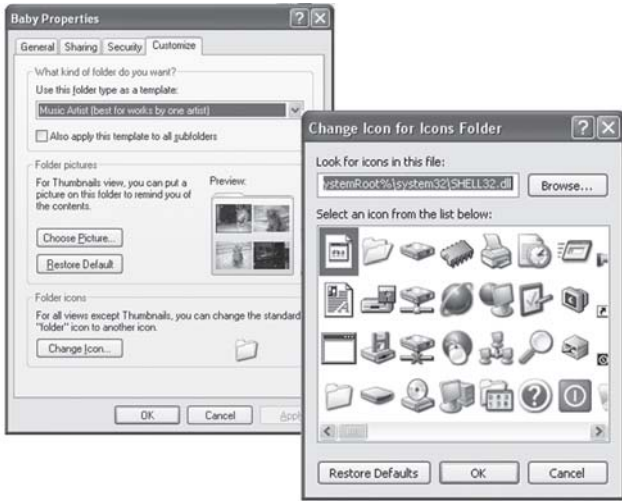 Baby Properties
General Sharing Security Customize
What kind of folder do you want?
Use this folder type as a template:
Music Artist (best for works by one artist)
Also apply this template to all subfolders
Folder pictures
For Thumbnails view, you can put a
picture on this folder to remind you of
the contents.
Preview:
Choose Picture...
Restore Default
Folder icons
For all views except Thumbnails, you can change the standard
"folder" icon to another icon.
Change Icon...
OK Cancel Apply
Change Icon for Icons Folder
Look for icons in this file:
ystemRoot%\system32\SHELL32.dll
Browse...
Select an icon from the list below:
Restore Defaults OK Cancel